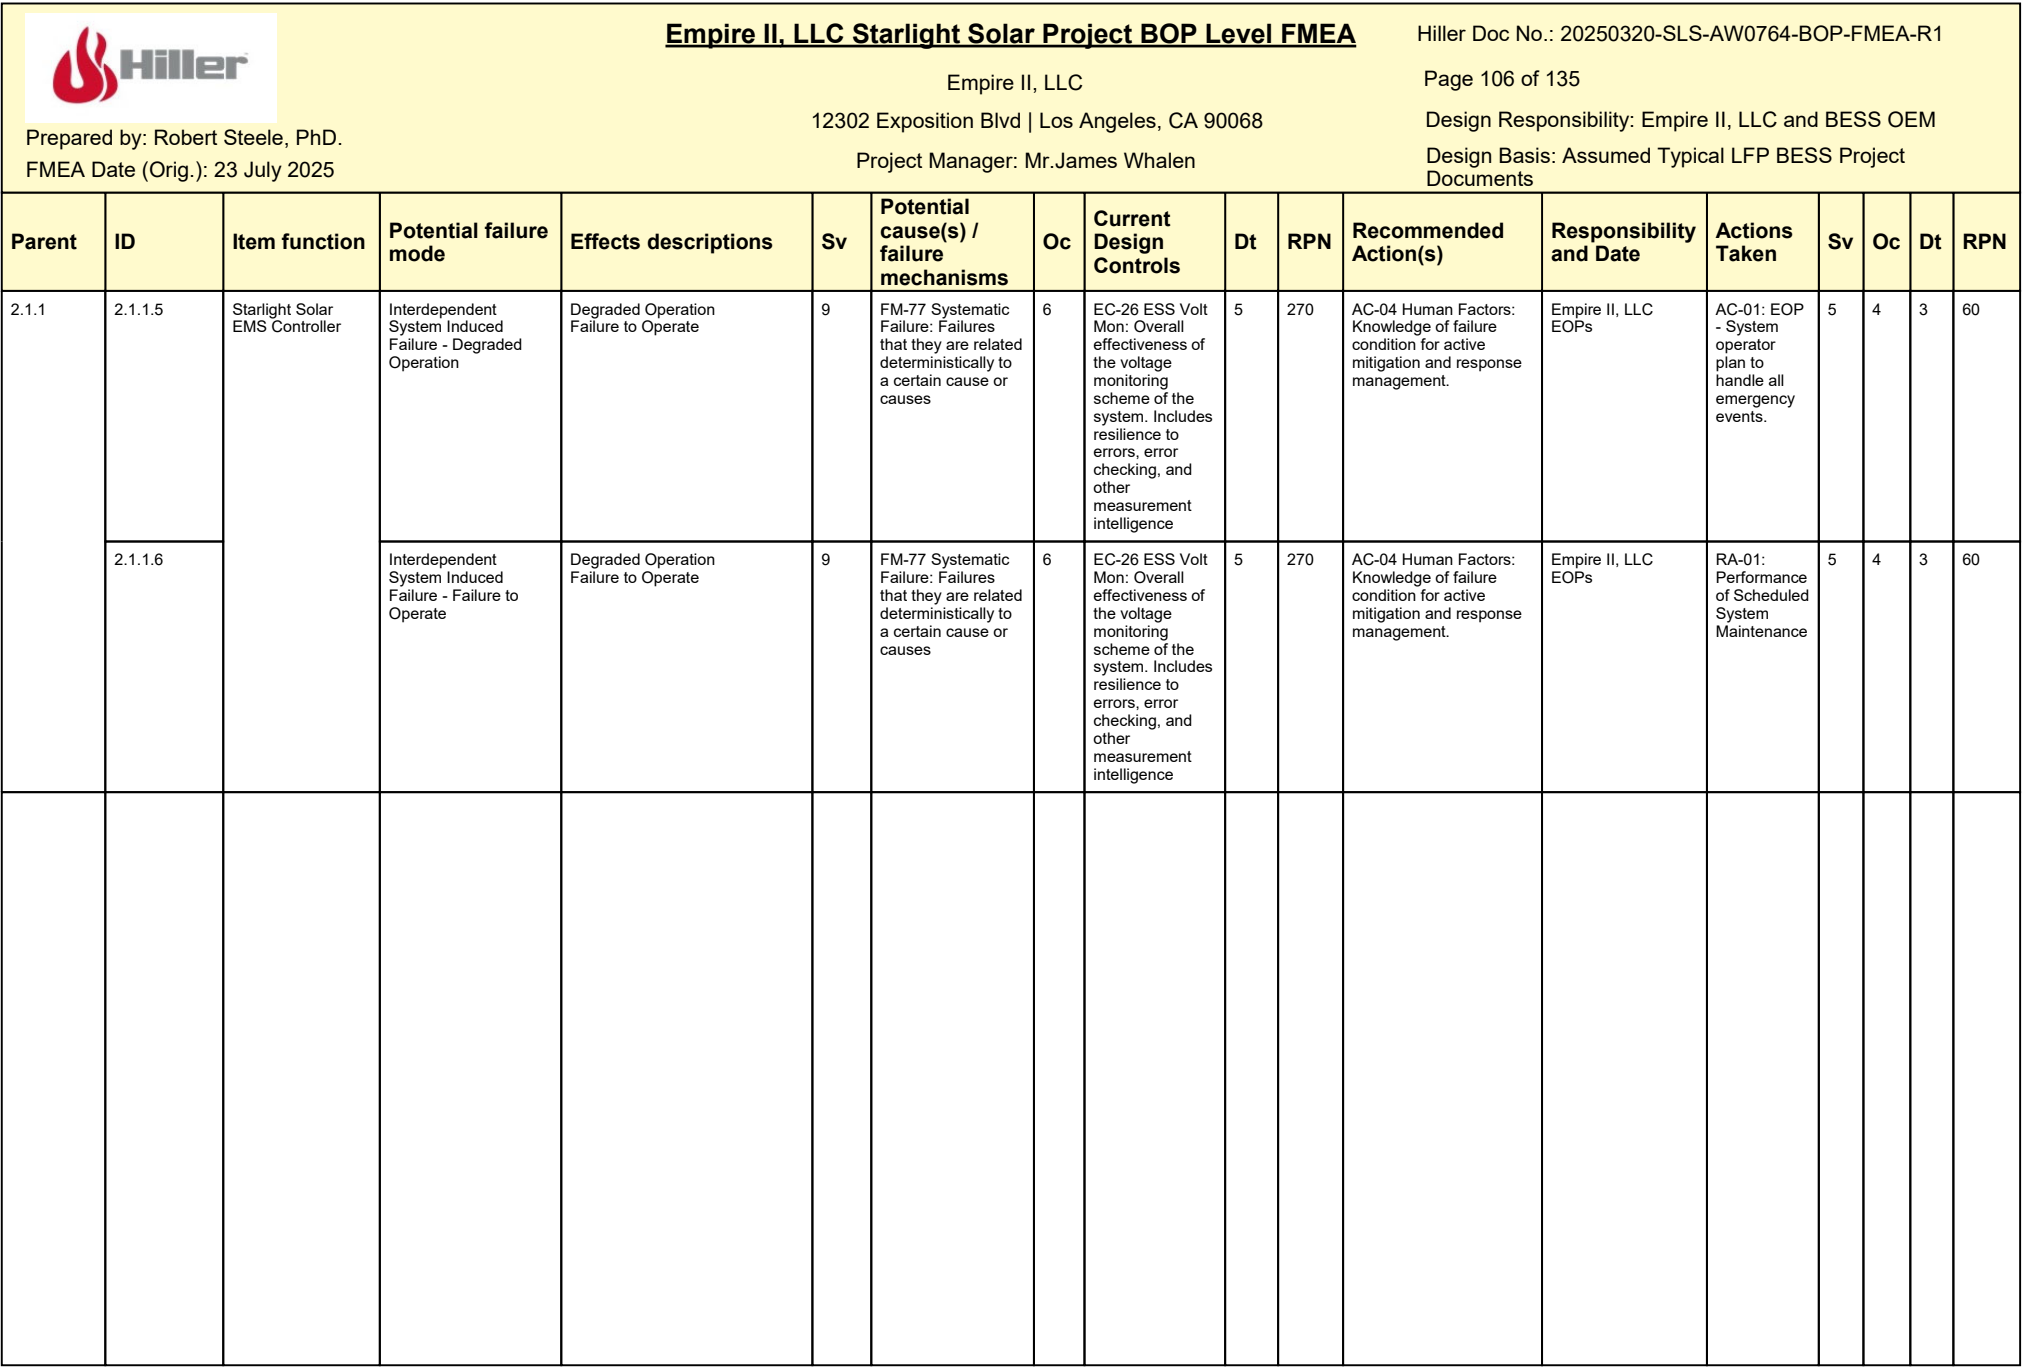 Hiller
Prepared by: Robert Steele, PhD.
FMEA Date (Orig.): 23 July 2025
Empire II, LLC Starlight Solar Project BOP Level FMEA
Empire II, LLC
12302 Exposition Blvd | Los Angeles, CA 90068
Project Manager: Mr.James Whalen
Hiller Doc No.: 20250320-SLS-AW0764-BOP-FMEA-R1
Page 106 of 135
Design Responsibility: Empire II, LLC and BESS OEM
Design Basis: Assumed Typical LFP BESS Project
Documents
Parent
ID
Item function
Potential failure
mode
Effects descriptions
Sv
Potential
cause(s) /
failure
mechanisms
Oc
Current
Design
Controls
Dt
RPN
Recommended
Action(s)
Responsibility
and Date
Actions
Taken
Sv
Oc
Dt
RPN
2.1.1
2.1.1.5
Starlight Solar
EMS Controller
Interdependent
System Induced
Failure - Degraded
Operation
Degraded Operation
Failure to Operate
9
FM-77 Systematic
Failure: Failures
that they are related
deterministically to
a certain cause or
causes
6
EC-26 ESS Volt
Mon: Overall
effectiveness of
the voltage
monitoring
scheme of the
system. Includes
resilience to
errors, error
checking, and
other
measurement
intelligence
5
270
AC-04 Human Factors:
Knowledge of failure
condition for active
mitigation and response
management.
Empire II, LLC
EOPs
AC-01: EOP
- System
operator
plan to
handle all
emergency
events.
5
4
3
60
2.1.1.6
Interdependent
System Induced
Failure - Failure to
Operate
Degraded Operation
Failure to Operate
9
FM-77 Systematic
Failure: Failures
that they are related
deterministically to
a certain cause or
causes
6
EC-26 ESS Volt
Mon: Overall
effectiveness of
the voltage
monitoring
scheme of the
system. Includes
resilience to
errors, error
checking, and
other
measurement
intelligence
5
270
AC-04 Human Factors:
Knowledge of failure
condition for active
mitigation and response
management.
Empire II, LLC
EOPs
RA-01:
Performance
of Scheduled
System
Maintenance
5
4
3
60